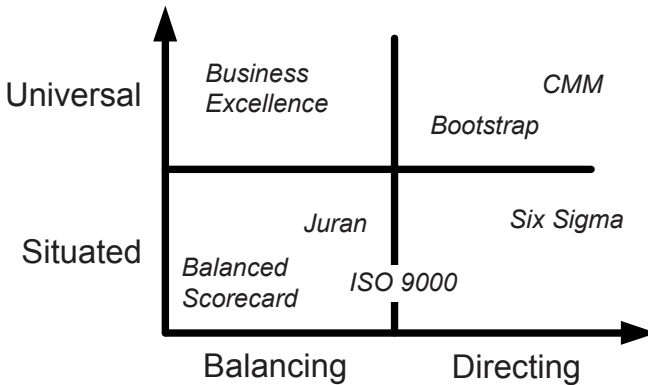 Universal
Business
Excellence
CMM
Bootstrap
Situated
Juran
Six Sigma
Balanced
Scorecard
ISO 9000
Balancing
Directing